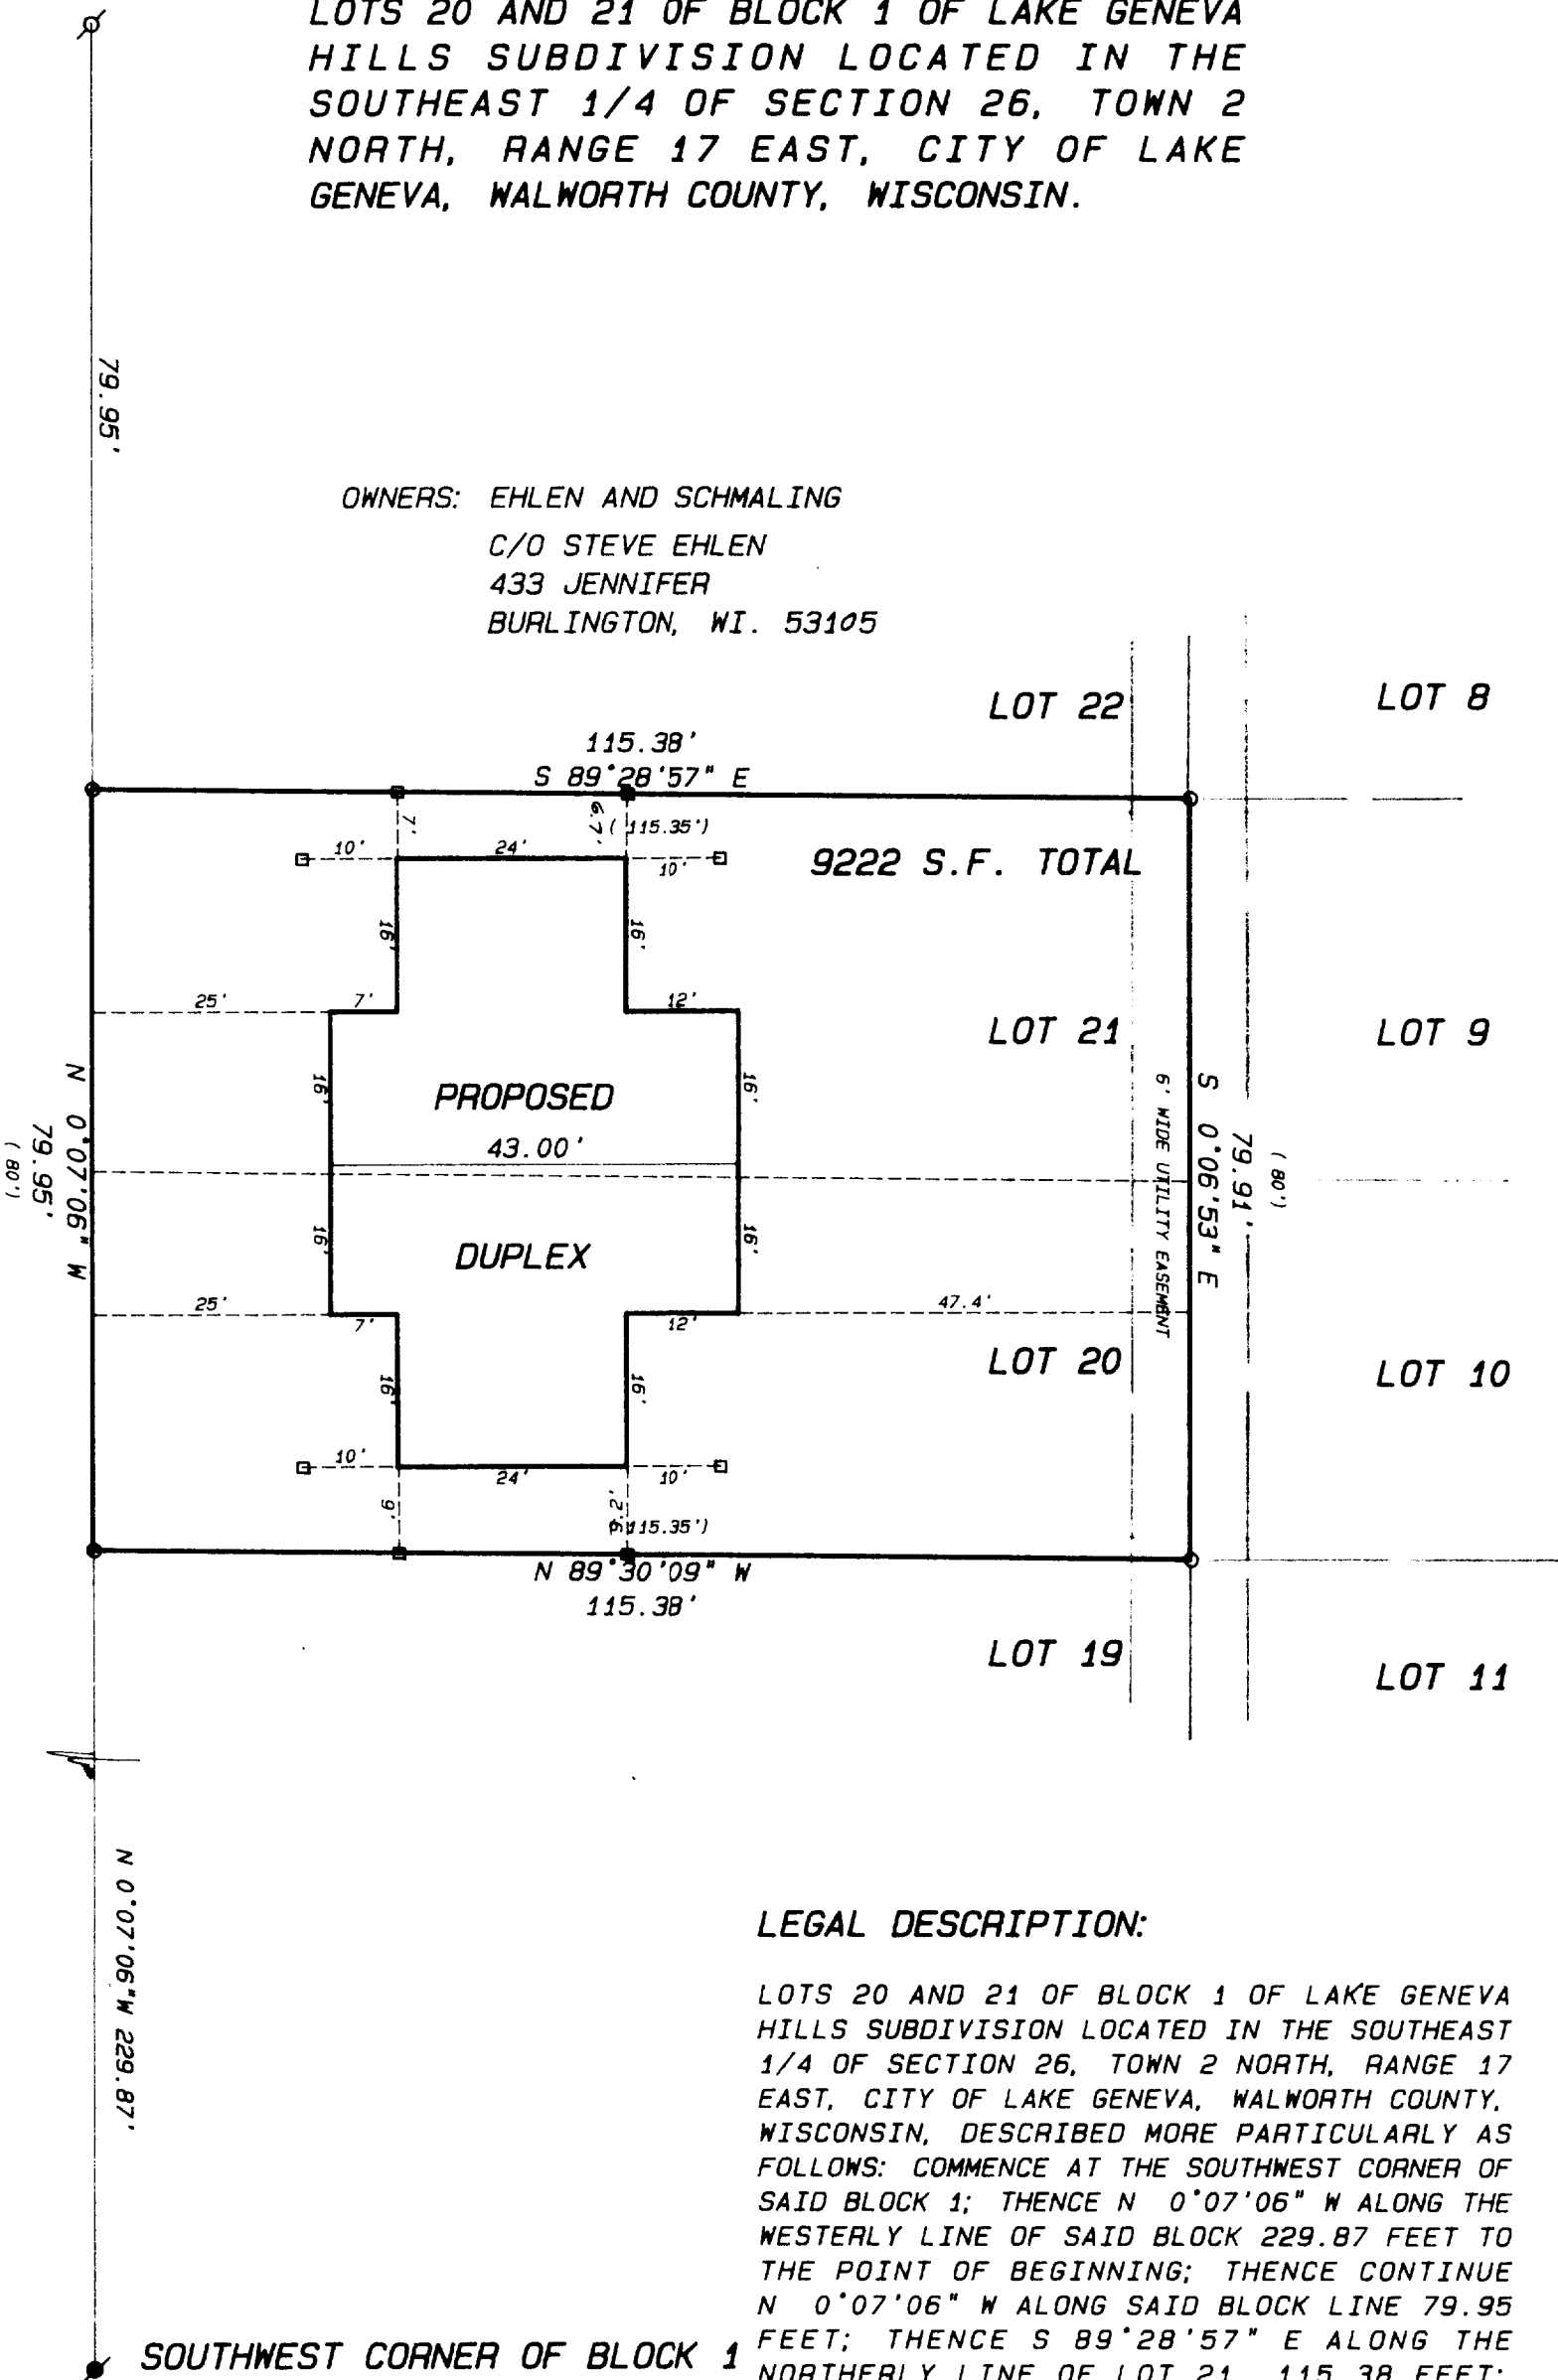 LOTS 20 AND 21 OF BLOCK 1 OF LAKE GENEVA
HILLS SUBDIVISION LOCATED IN THE
SOUTHEAST 1/4 OF SECTION 26, TOWN 2
NORTH, RANGE 17 EAST, CITY OF LAKE
GENEVA, WALWORTH COUNTY, WISCONSIN.
79.95'
OWNERS: EHLEN AND SCHMALING
C/O STEVE EHLEN
433 JENNIFER
BURLINGTON, WI. 53105
LOT 22
LOT 8
115.38'
S 89°28'57" E
7'
6.7'
(115.35')
10'
24'
10'
9222 S.F. TOTAL
16'
16'
25'
7'
12'
LOT 21
LOT 9
16'
16'
PROPOSED
43.00'
N 0°07'06" W
79.95'
(80')
6' WIDE UTILITY EASEMENT
S 0°06'53" E
79.91'
(80')
16'
16'
DUPLEX
25'
7'
12'
47.4'
LOT 20
LOT 10
16'
16'
10'
24'
10'
9'
9.2'
(115.35')
N 89°30'09" W
115.38'
LOT 19
LOT 11
N 0°07'06" W 229.87'
LEGAL DESCRIPTION:
LOTS 20 AND 21 OF BLOCK 1 OF LAKE GENEVA
HILLS SUBDIVISION LOCATED IN THE SOUTHEAST
1/4 OF SECTION 26, TOWN 2 NORTH, RANGE 17
EAST, CITY OF LAKE GENEVA, WALWORTH COUNTY,
WISCONSIN, DESCRIBED MORE PARTICULARLY AS
FOLLOWS: COMMENCE AT THE SOUTHWEST CORNER OF
SAID BLOCK 1; THENCE N 0°07'06" W ALONG THE
WESTERLY LINE OF SAID BLOCK 229.87 FEET TO
THE POINT OF BEGINNING; THENCE CONTINUE
N 0°07'06" W ALONG SAID BLOCK LINE 79.95
FEET; THENCE S 89°28'57" E ALONG THE
NORTHERLY LINE OF LOT 21, 115.38 FEET;
SOUTHWEST CORNER OF BLOCK 1